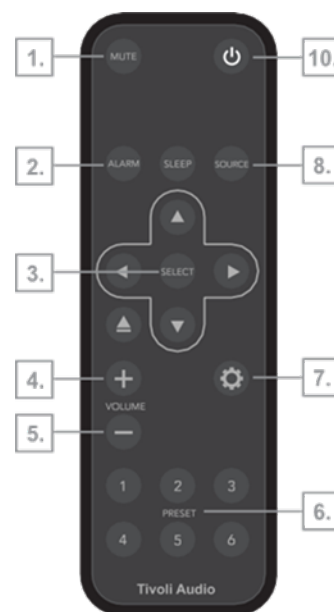 1. MUTE 10.
2. ALARM SLEEP SOURCE 8.
3. SELECT
4. 7.
VOLUME
5.
1 2 3
PRESET 6.
4 5 6
Tivoli Audio